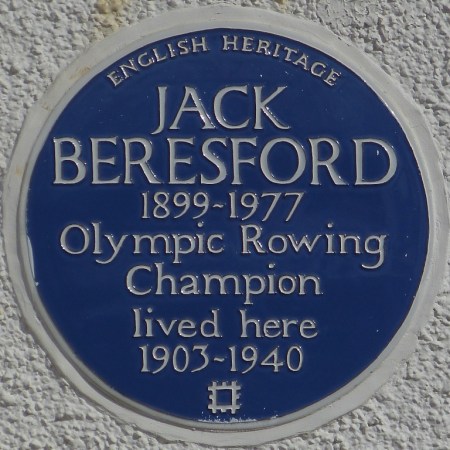 ENGLISH HERITAGE
JACK
BERESFORD
1899~1977
Olympic Rowing
Champion
lived here
1903~1940